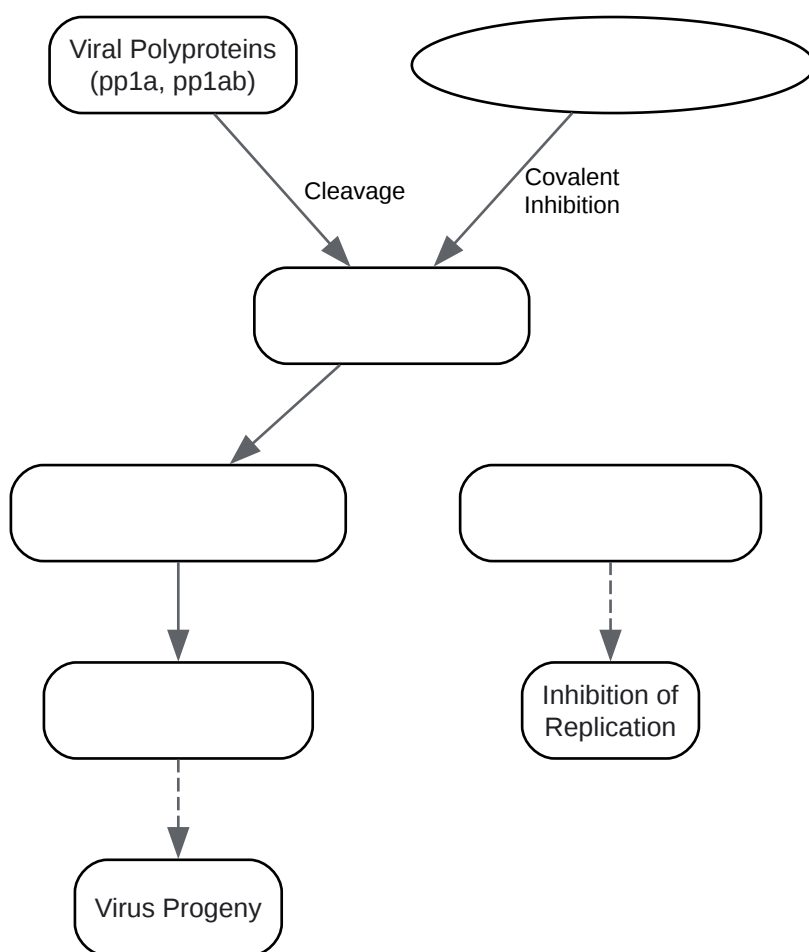 Viral Polyproteins
(pp1a, pp1ab)
Cleavage
Covalent
Inhibition
Inhibition of
Replication
Virus Progeny